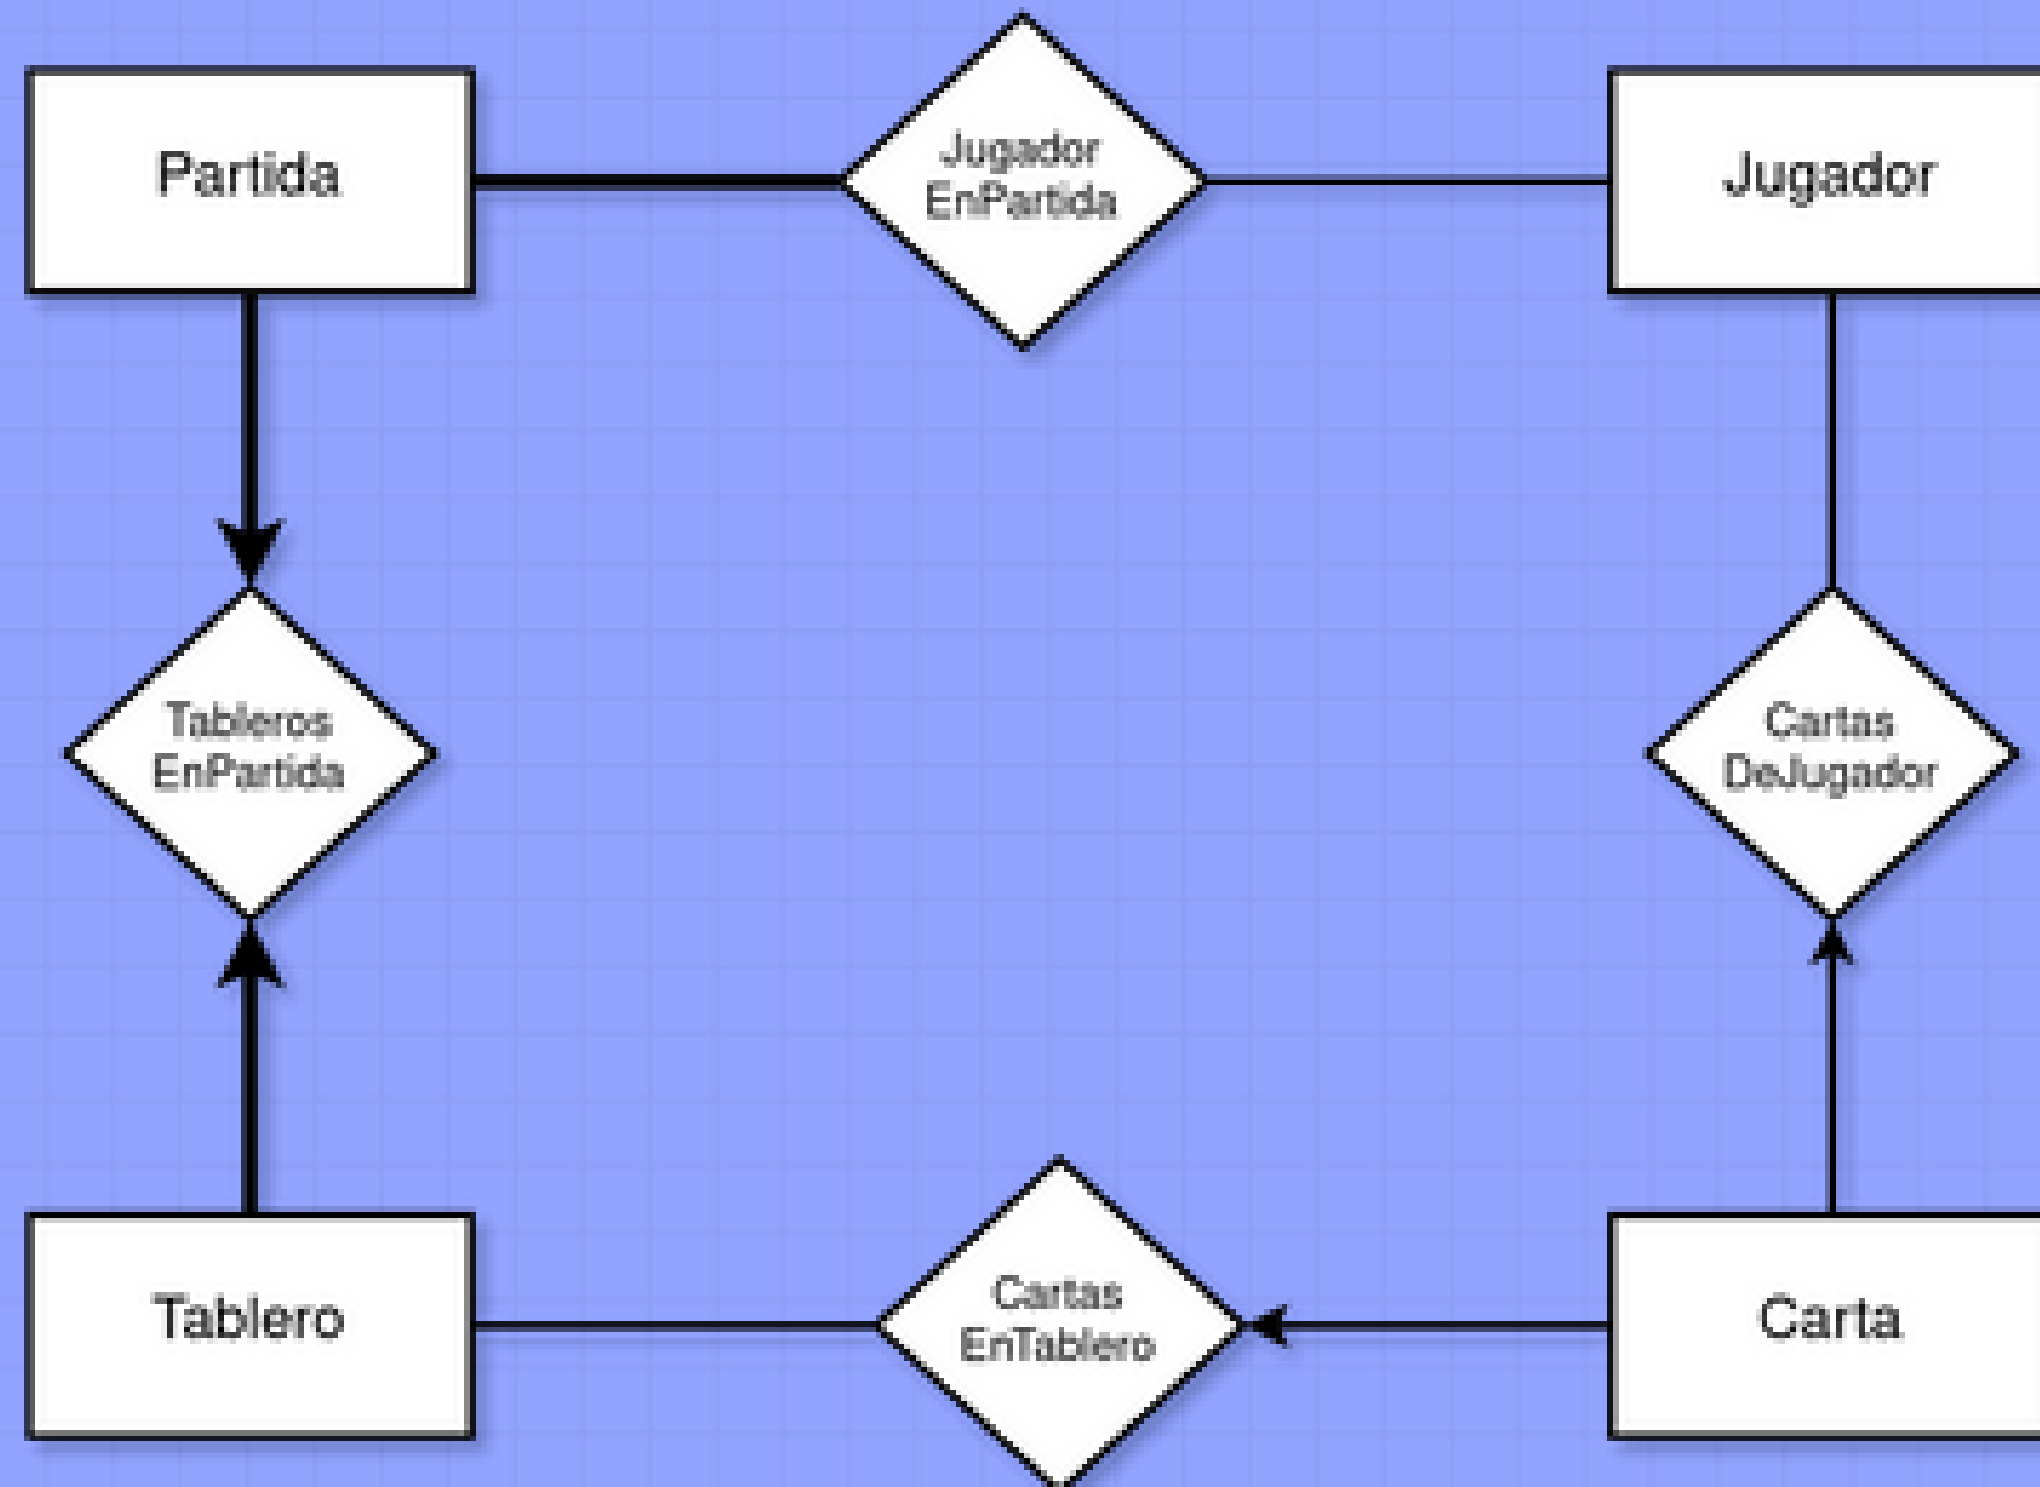 Partida
Jugador
EnPartida
Jugador
Tableros
EnPartida
Cartas
DeJugador
Tablero
Cartas
EnTablero
Carta